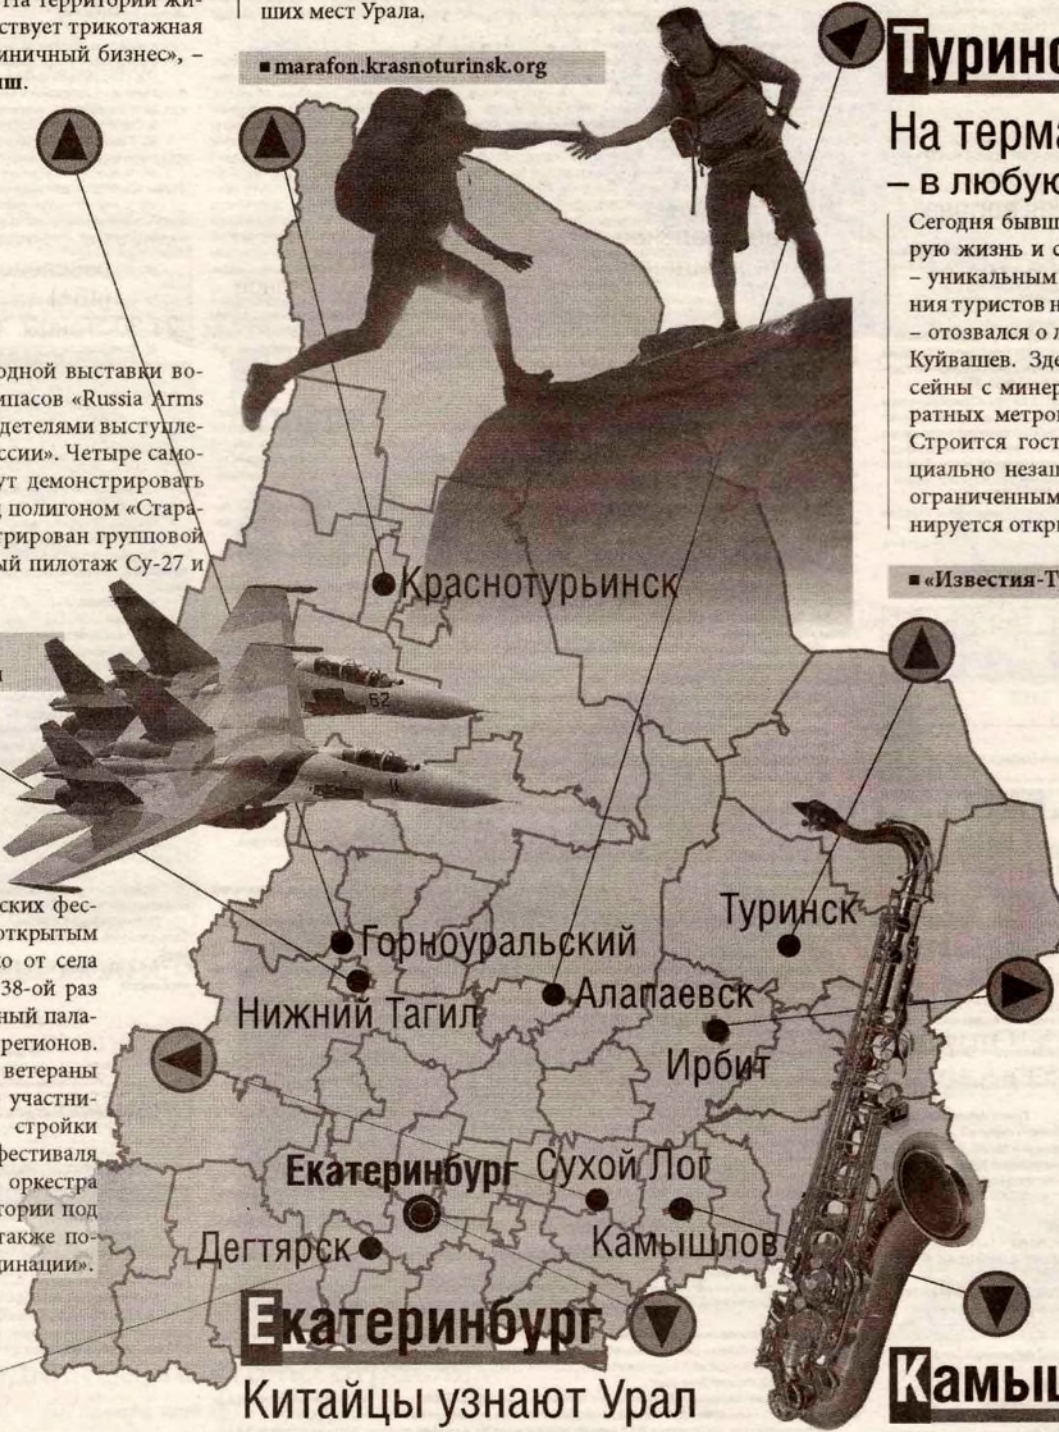 На территории жи-
ствует трикотажная
иничный бизнес», –
ш.
ших мест Урала.
■ marafon.krasnoturinsk.org
Туринс
На терма
– в любую
Сегодня бывш
рую жизнь и с
– уникальным
ния туристов н
– отозвался о л
Куйвашев. Зде
сейны с минер
ратных метро
Строится гост
циально незац
ограниченным
нируется откры
■ «Известия-Т
одной выставки во-
ипасов «Russia Arms
детелями выступле-
ссии». Четыре само-
ут демонстрировать
д полигоном «Стара-
трирован групповой
ый пилотаж Су-27 и
62
Краснотурьинск
Туринск
Горноуральский
Алапаевск
Нижний Тагил
Ирбит
ских фес-
открытым
о от села
38-ой раз
ный пала-
регионов.
ветераны
участни-
стройки
фестиваля
оркестра
тории под
также по-
динации».
Екатеринбург
Сухой Лог
Камышлов
Дегтярск
Екатеринбург
Китайцы узнают Урал
Камыш